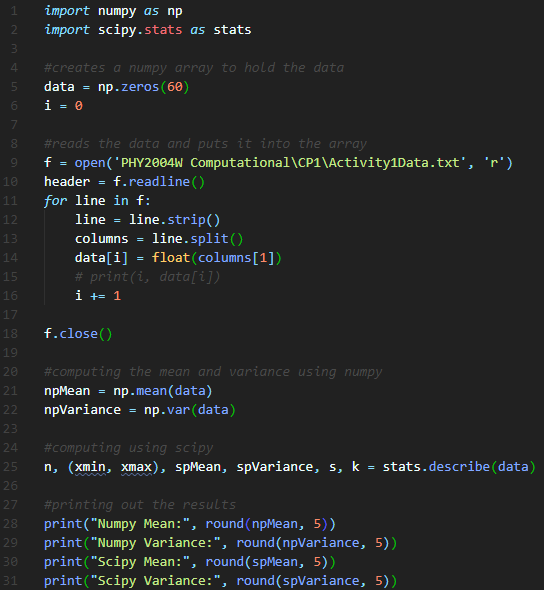 1 import numpy as np
2 import scipy.stats as stats
3
4 #creates a numpy array to hold the data
5 data = np.zeros(60)
6 i = 0
7
8 #reads the data and puts it into the array
9 f = open('PHY2004W Computational\CP1\Activity1Data.txt', 'r')
10 header = f.readline()
11 for line in f:
12     line = line.strip()
13     columns = line.split()
14     data[i] = float(columns[1])
15     # print(i, data[i])
16     i += 1
17
18 f.close()
19
20 #computing the mean and variance using numpy
21 npMean = np.mean(data)
22 npVariance = np.var(data)
23
24 #computing using scipy
25 n, (xmin, xmax), spMean, spVariance, s, k = stats.describe(data)
26
27 #printing out the results
28 print("Numpy Mean:", round(npMean, 5))
29 print("Numpy Variance:", round(npVariance, 5))
30 print("Scipy Mean:", round(spMean, 5))
31 print("Scipy Variance:", round(spVariance, 5))